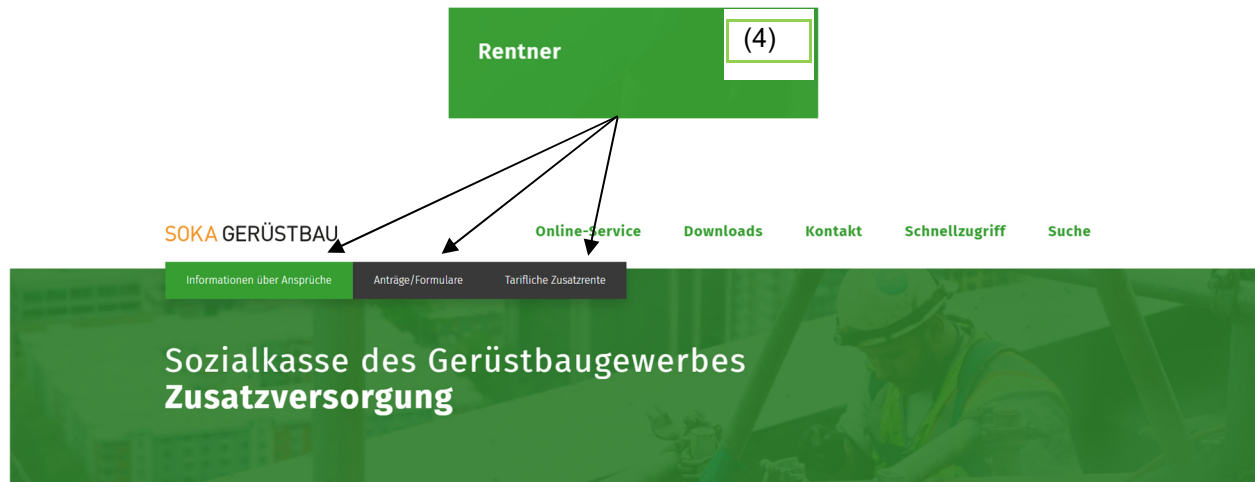 Rentner
(4)
SOKA GERÜSTBAU
Online-Service Downloads Kontakt Schnellzugriff Suche
Informationen über Ansprüche Anträge/Formulare Tarifliche Zusatzrente
Sozialkasse des Gerüstbaugewerbes
Zusatzversorgung